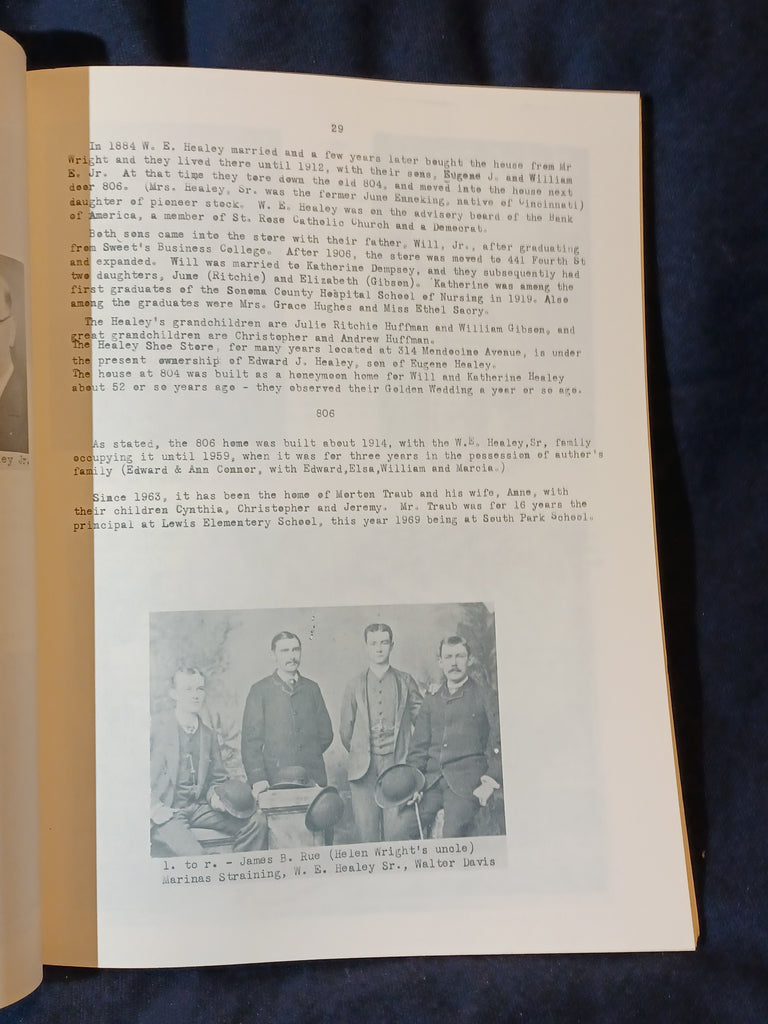 29
In 1884 W. E. Healey married and a few years later bought the house from Mr
Wright and they lived there until 1912, with their sons, Eugene J. and William
E. Jr. At that time they tore down the old 804, and moved into the house next
door 806. (Mrs. Healey, Sr. was the former June Enneking, native of Cincinnati)
daughter of pioneer stock. W. E. Healey was on the advisory board of the Bank
of America, a member of St. Rose Catholic Church and a Democrat.
Both sons came into the store with their father, Will, Jr., after graduating
from Sweet's Business College. After 1906, the store was moved to 441 Fourth St
and expanded. Will was married to Katherine Dempsey, and they subsequently had
two daughters, June (Ritchie) and Elizabeth (Gibson). Katherine was among the
first graduates of the Sonoma County Hospital School of Nursing in 1919. Also
among the graduates were Mrs. Grace Hughes and Miss Ethel Sacry.
The Healey's grandchildren are Julie Ritchie Huffman and William Gibson, and
great grandchildren are Christopher and Andrew Huffman.
The Healey Shoe Store, for many years located at 314 Mendocino Avenue, is under
the present ownership of Edward J. Healey, son of Eugene Healey.
The house at 804 was built as a honeymoon home for Will and Katherine Healey
about 52 or so years ago - they observed their Golden Wedding a year or so ago.
806
As stated, the 806 home was built about 1914, with the W.E. Healey,Sr, family
occupying it until 1959, when it was for three years in the possession of author's
family (Edward & Ann Connor, with Edward,Elsa,William and Marcia.)
Since 1963, it has been the home of Morton Traub and his wife, Anne, with
their children Cynthia, Christopher and Jeremy. Mr. Traub was for 16 years the
principal at Lewis Elementery School, this year 1969 being at South Park School.
ey Jr.
l. to r. - James B. Rue (Helen Wright's uncle)
Marinas Straining, W. E. Healey Sr., Walter Davis